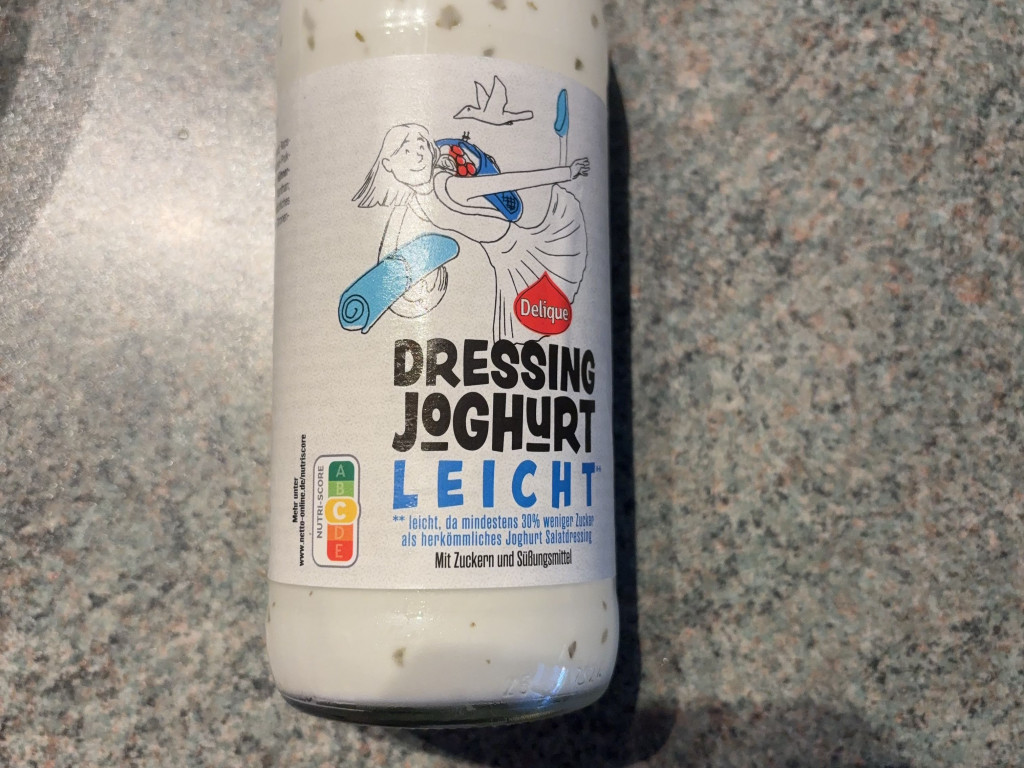 Delique
DRESSING
JOGHURT
LEICHT**
** leicht, da mindestens 30% weniger Zucker
als herkömmliches Joghurt Salatdressing
Mit Zuckern und Süßungsmittel
Mehr unter
www.netto-online.de/nutriscore
NUTRI-SCORE
A
B
C
D
E